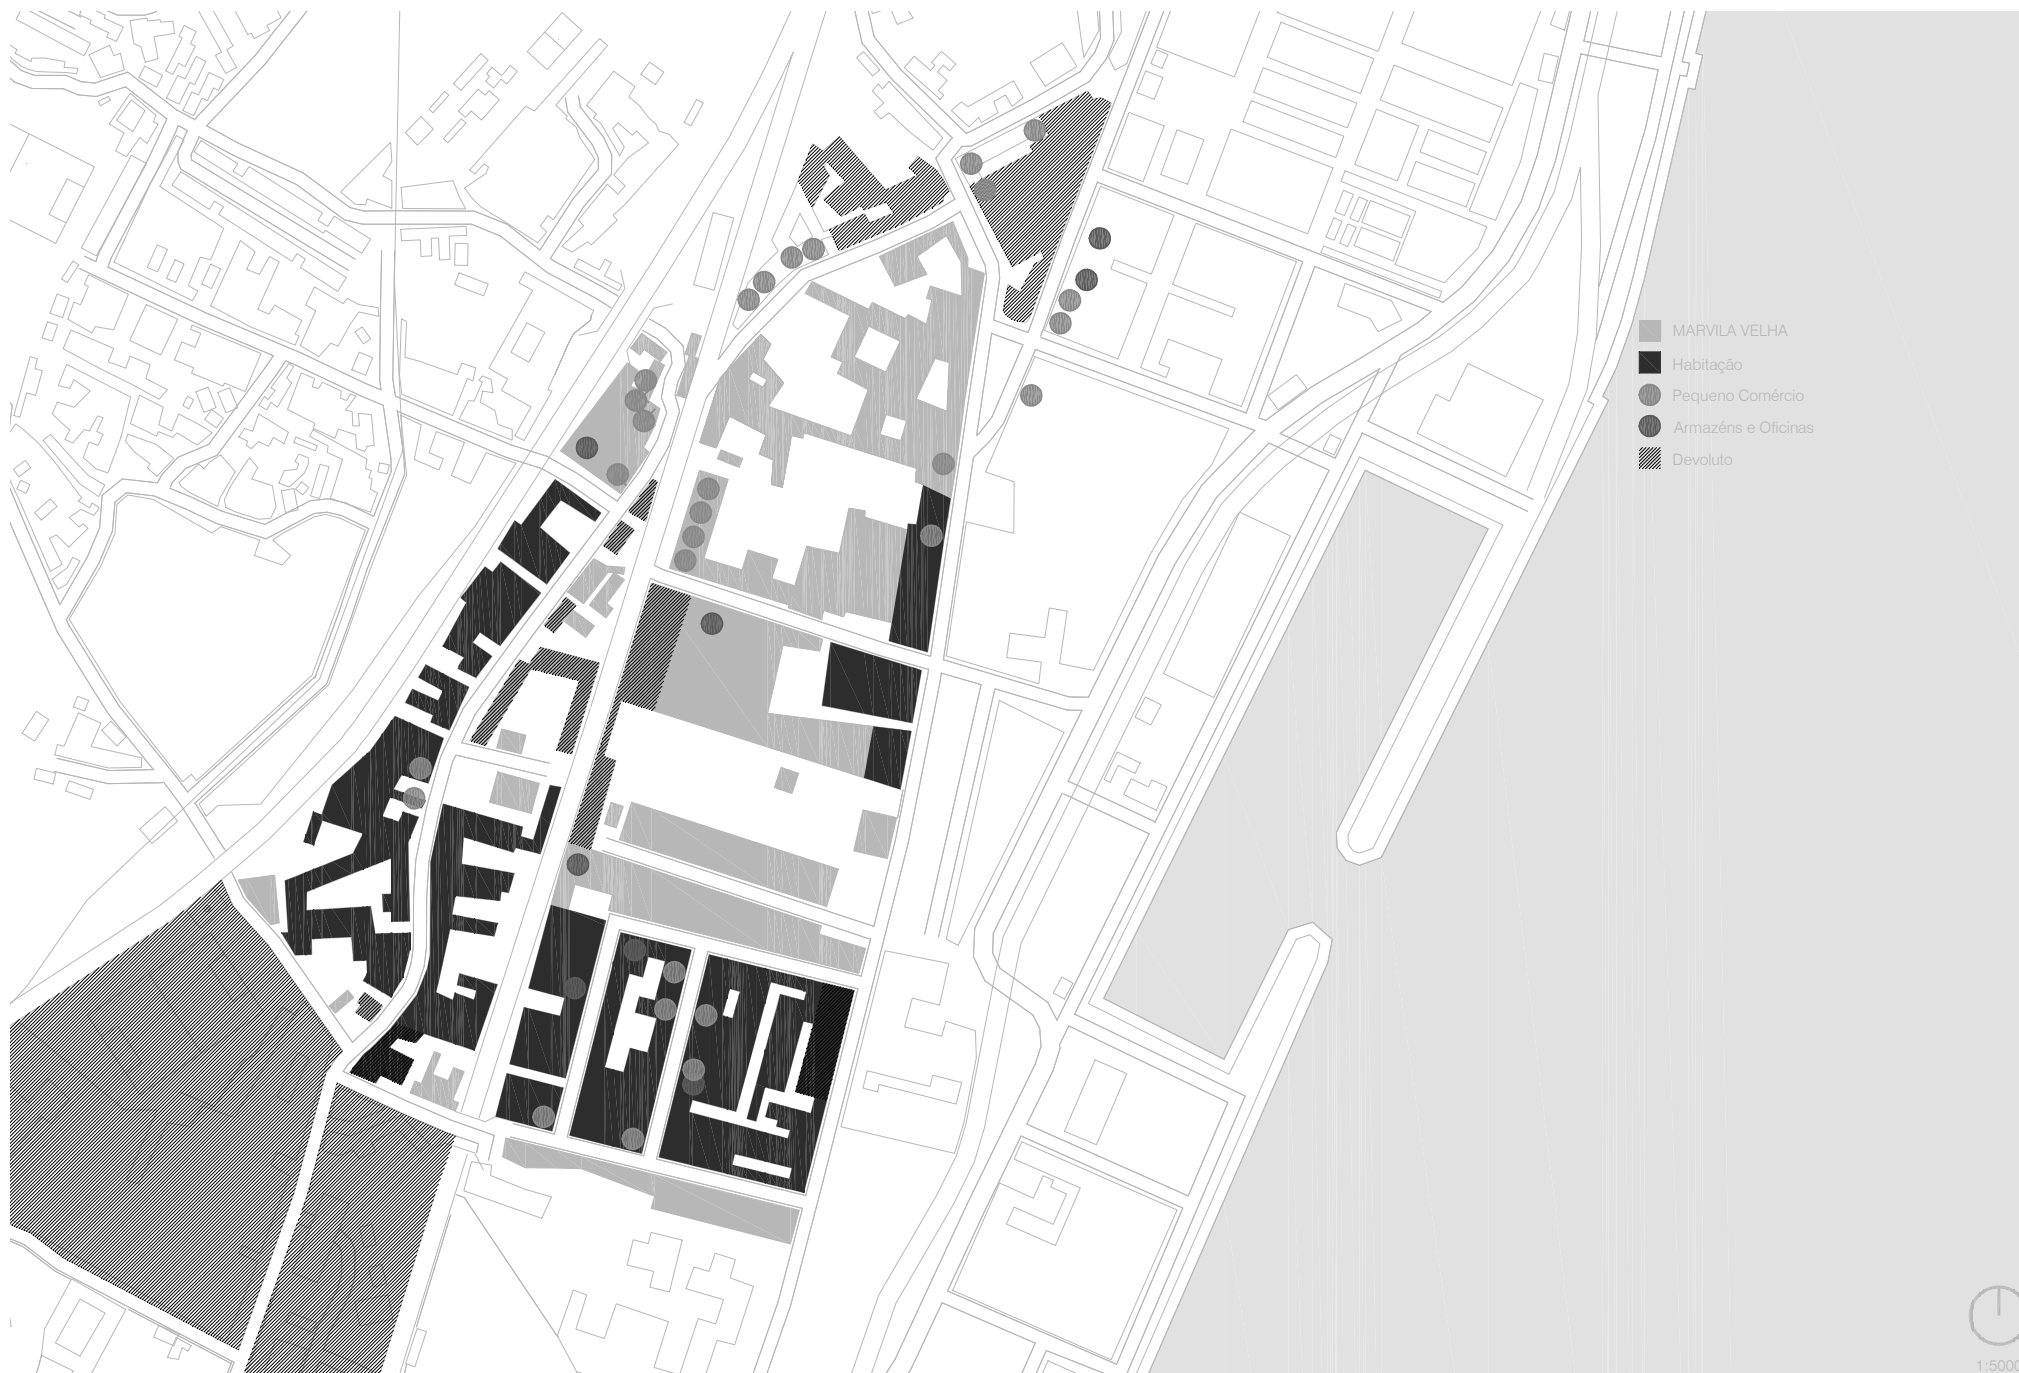 MARVILA VELHA
Habitação
Pequeno Comércio
Armazéns e Oficinas
Devoluto
1:5000